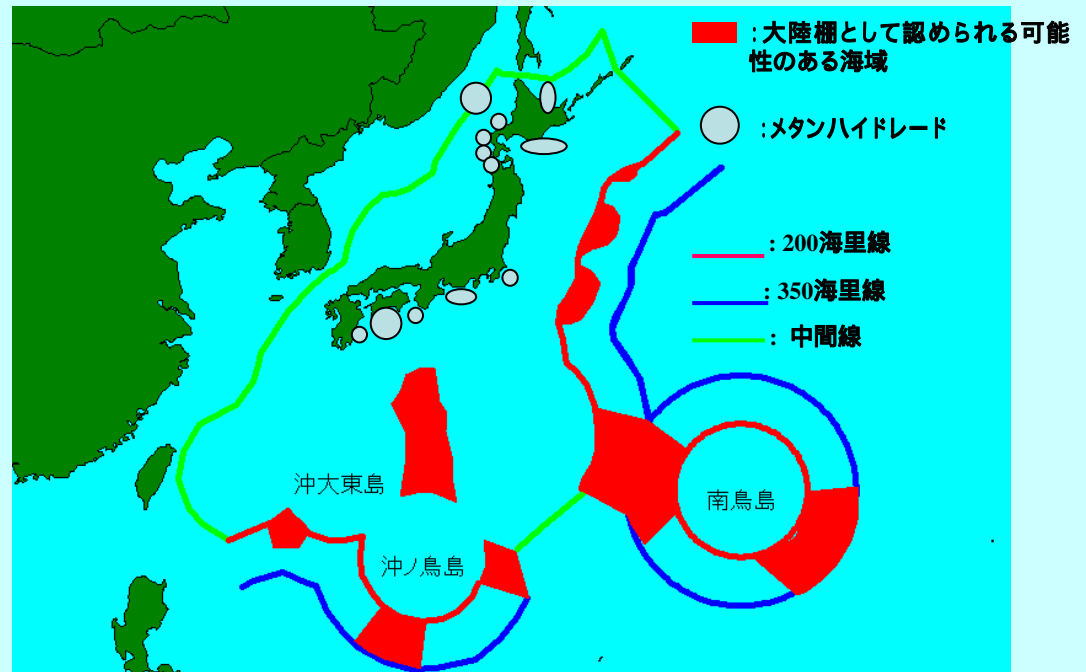 :大陸棚として認められる可能
性のある海域
:メタンハイドレード
: 200海里線
: 350海里線
: 中間線
沖大東島
南鳥島
沖ノ鳥島